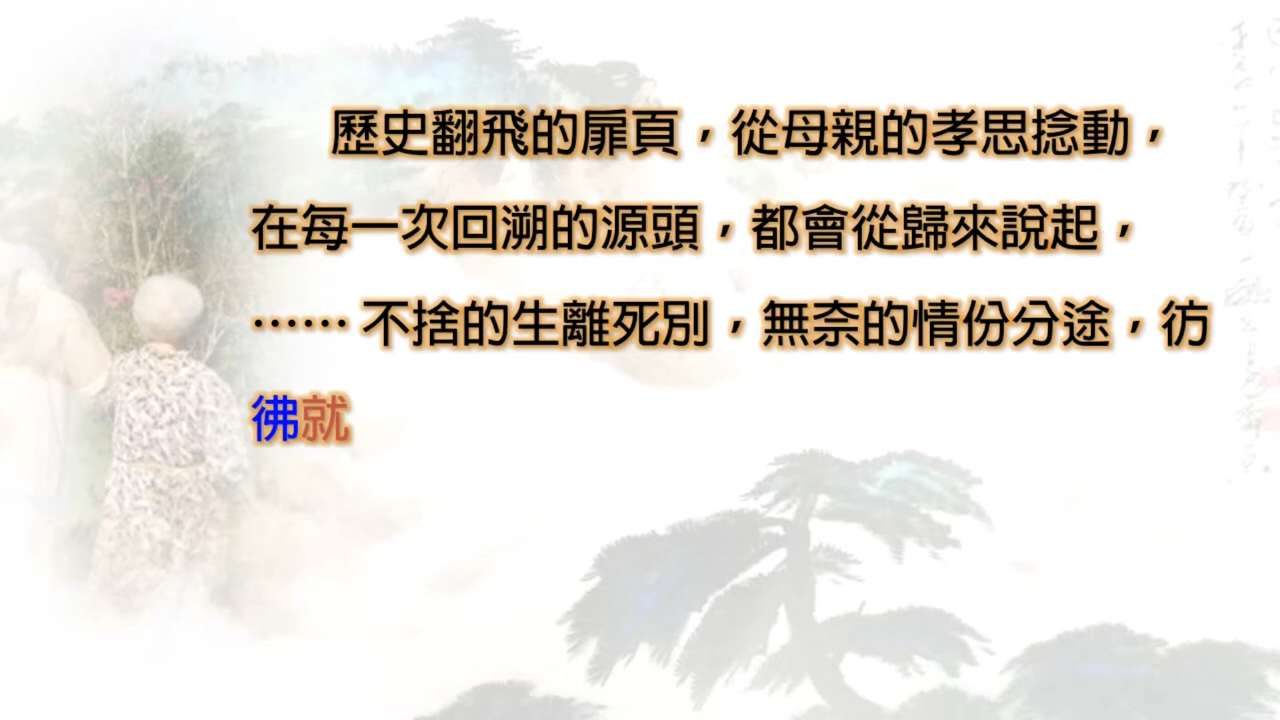 歷史翻飛的扉頁，從母親的孝思捻動，
在每一次回溯的源頭，都會從歸來說起，
⋯⋯不捨的生離死別，無奈的情份分途，彷
彿就